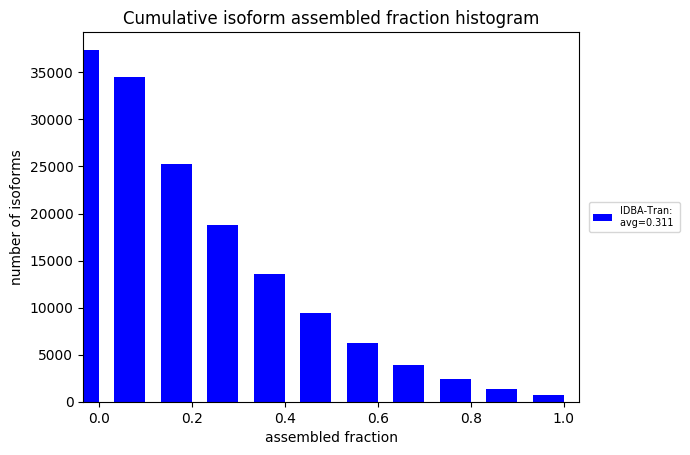 Cumulative isoform assembled fraction histogram
number of isoforms
35000
30000
25000
20000
15000
10000
5000
0
0.0 0.2 0.4 0.6 0.8 1.0
assembled fraction
IDBA-Tran:
avg=0.311